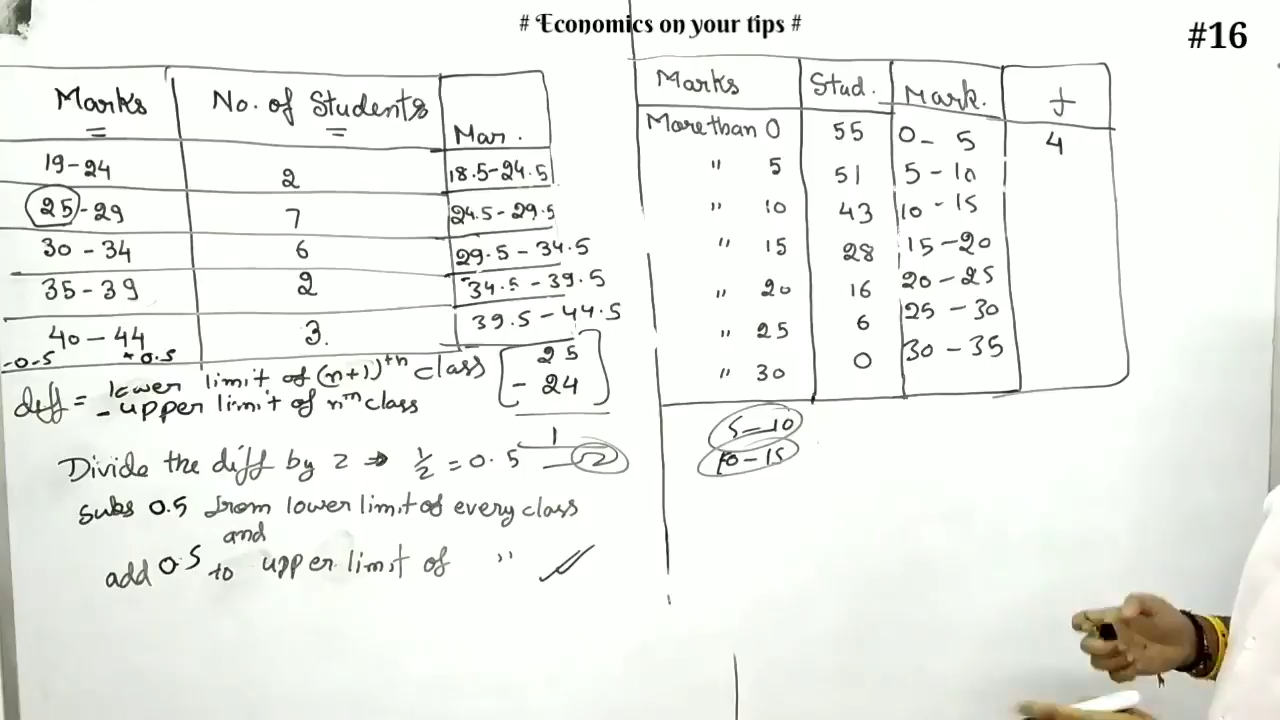 # Economics on your tips #
#16
Marks No. of Students Mar.
19-24 2 18.5-24.5
25-29 7 24.5-29.5
30-34 6 29.5-34.5
35-39 2 34.5-39.5
40-44 3. 39.5-44.5
-0.5 +0.5
diff = lower limit of (n+1)th class
- upper limit of nth class
25
- 24
1
2
Divide the diff by 2 → 1/2 = 0.5
subs 0.5 from lower limit of every class
and
add 0.5 to upper limit of "
Marks Stud. Mark. f
More than 0 55 0-5 4
" 5 51 5-10
" 10 43 10-15
" 15 28 15-20
" 20 16 20-25
" 25 6 25-30
" 30 0 30-35
5-10
10-15